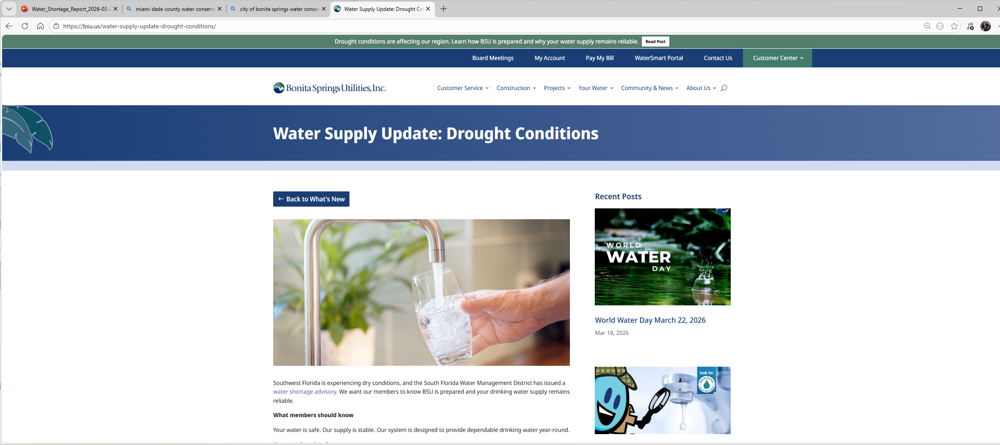 Water_Shortage_Report_2026-03-2
miami dade county water conserva
city of bonita springs water conser
Water Supply Update: Drought Co
https://bsu.us/water-supply-update-drought-conditions/
Drought conditions are affecting our region. Learn how BSU is prepared and why your water supply remains reliable. Read Post
Board Meetings My Account Pay My Bill WaterSmart Portal Contact Us Customer Center
Bonita Springs Utilities, Inc.
Customer Service Construction Projects Your Water Community & News About Us
Water Supply Update: Drought Conditions
← Back to What's New
Southwest Florida is experiencing dry conditions, and the South Florida Water Management District has issued a
water shortage advisory. We want our members to know BSU is prepared and your drinking water supply remains
reliable.
What members should know
Your water is safe. Our supply is stable. Our system is designed to provide dependable drinking water year-round.
Recent Posts
WORLD
WATER
DAY
World Water Day March 22, 2026
Mar 18, 2026
look for
WaterSense